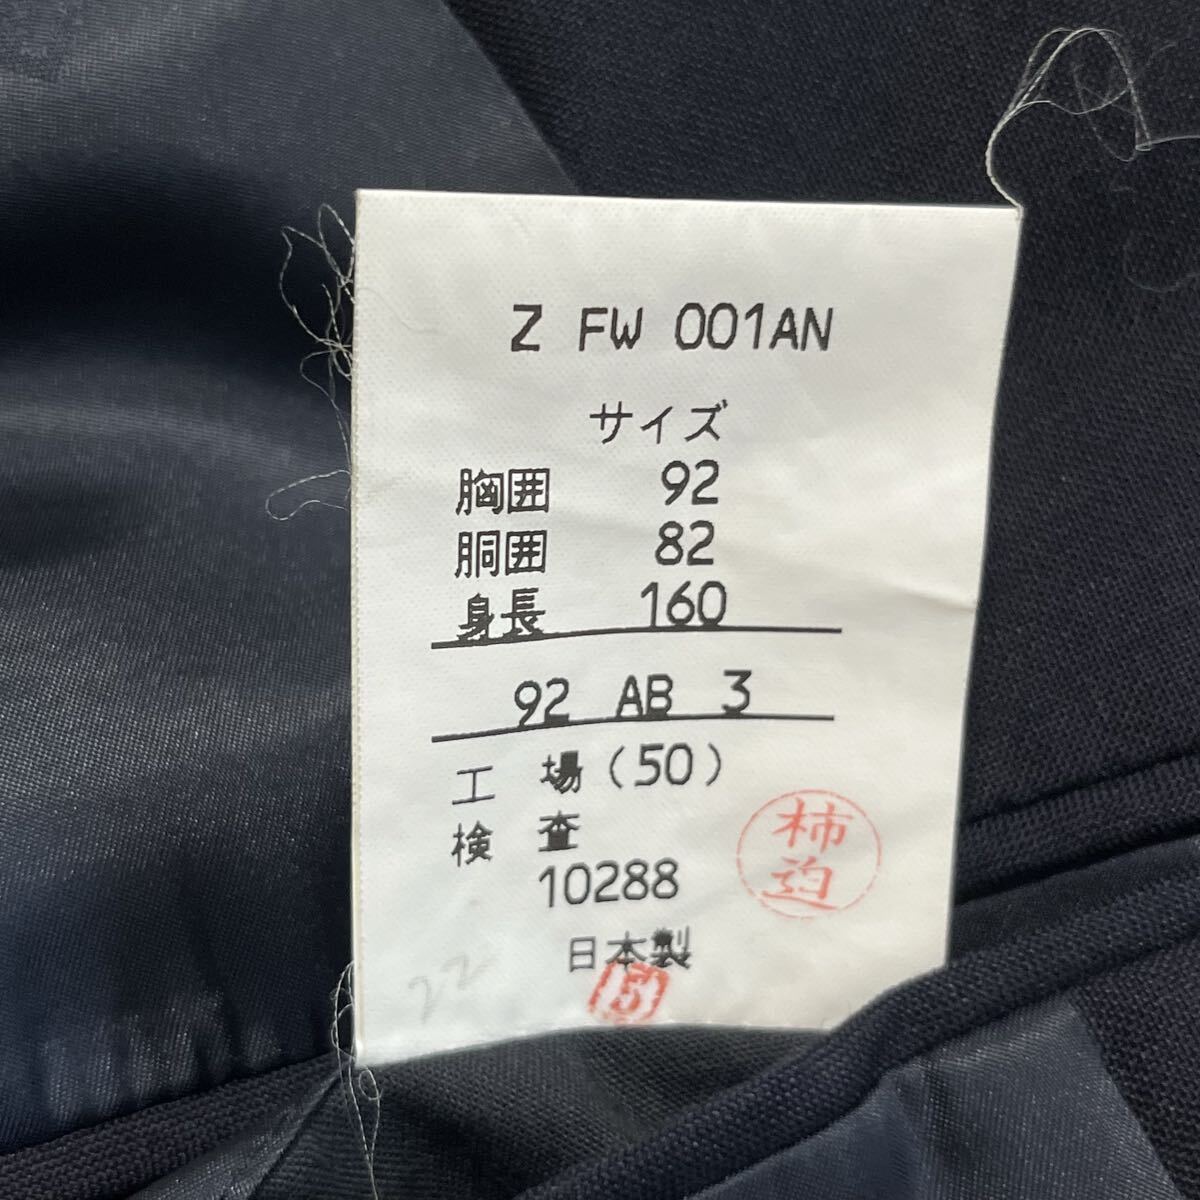 Z FW 001AN
サイズ
胸囲 92
胴囲 82
身長 160
92 AB 3
工場(50)
検査
10288
日本製
柿迫
5
22